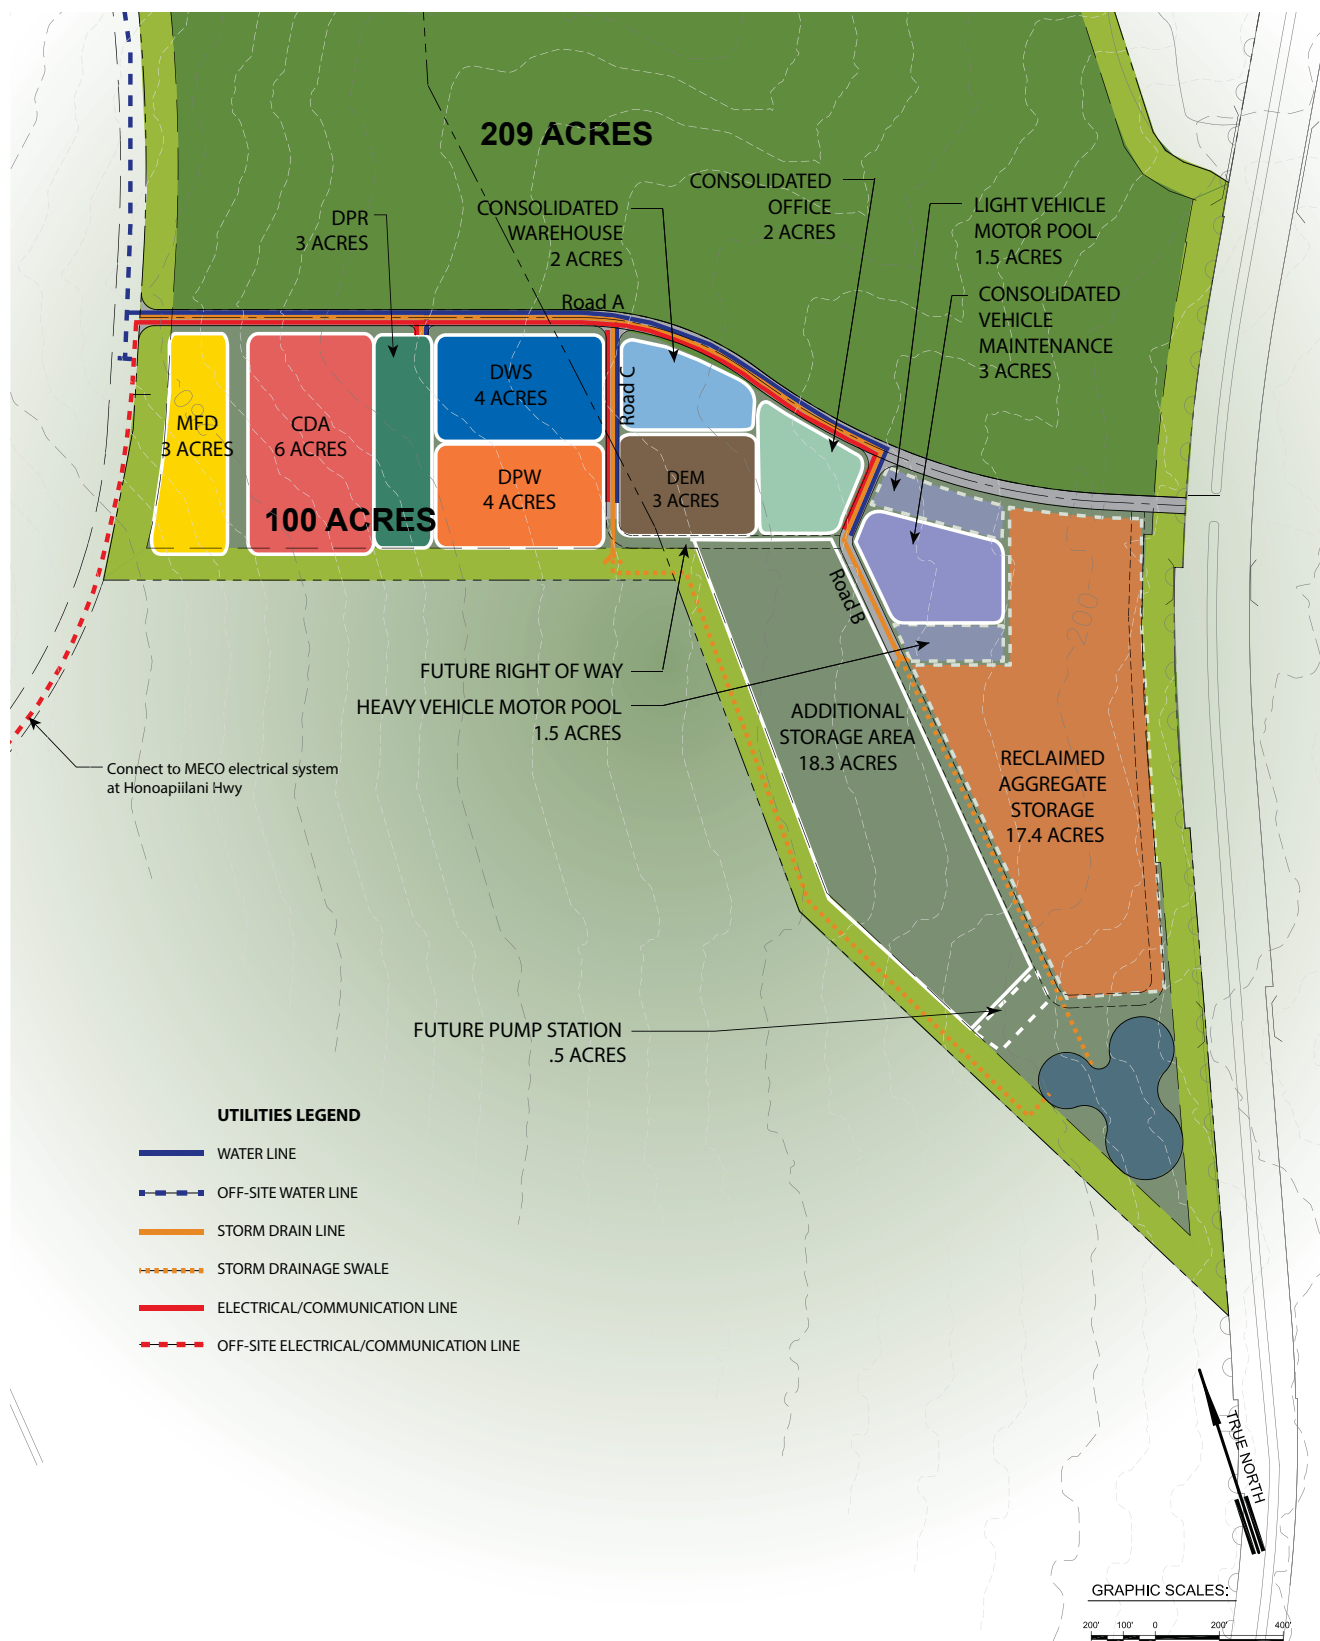 209 ACRES
CONSOLIDATED
OFFICE
2 ACRES
CONSOLIDATED
WAREHOUSE
2 ACRES
DPR
3 ACRES
LIGHT VEHICLE
MOTOR POOL
1.5 ACRES
CONSOLIDATED
VEHICLE
MAINTENANCE
3 ACRES
Road A
Road C
DWS
4 ACRES
MFD
3 ACRES
CDA
6 ACRES
DPW
4 ACRES
DEM
3 ACRES
100 ACRES
Road B
200
FUTURE RIGHT OF WAY
HEAVY VEHICLE MOTOR POOL
1.5 ACRES
ADDITIONAL
STORAGE AREA
18.3 ACRES
RECLAIMED
AGGREGATE
STORAGE
17.4 ACRES
Connect to MECO electrical system
at Honoapiilani Hwy
FUTURE PUMP STATION
.5 ACRES
UTILITIES LEGEND
WATER LINE
OFF-SITE WATER LINE
STORM DRAIN LINE
STORM DRAINAGE SWALE
ELECTRICAL/COMMUNICATION LINE
OFF-SITE ELECTRICAL/COMMUNICATION LINE
TRUE NORTH
GRAPHIC SCALES:
200' 100' 0 200' 400'